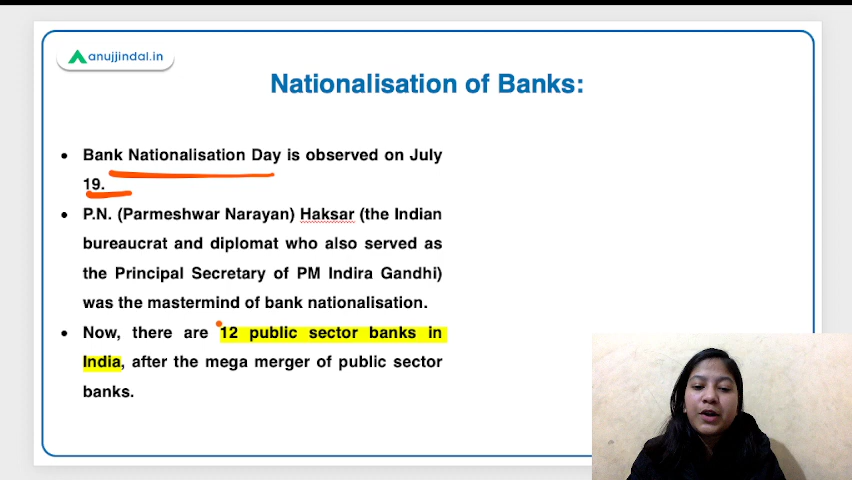 anujjindal.in
Nationalisation of Banks:
• Bank Nationalisation Day is observed on July
19.
• P.N. (Parmeshwar Narayan) Haksar (the Indian
bureaucrat and diplomat who also served as
the Principal Secretary of PM Indira Gandhi)
was the mastermind of bank nationalisation.
• Now, there are 12 public sector banks in
India, after the mega merger of public sector
banks.